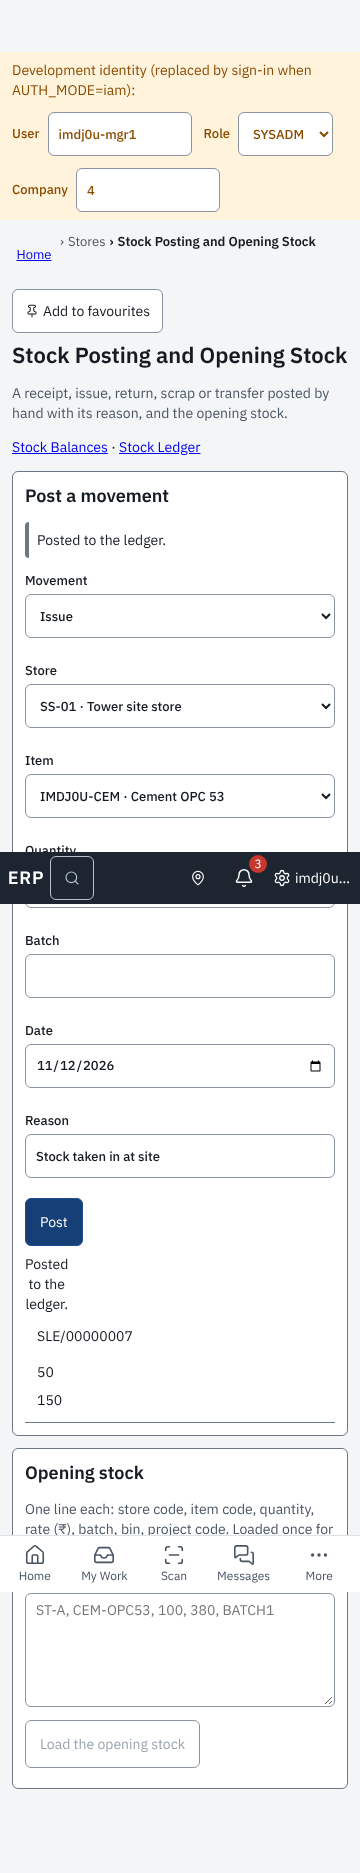 Development identity (replaced by sign-in when
AUTH_MODE=iam):
User imdj0u-mgr1 Role SYSADM
Company 4
Home › Stores › Stock Posting and Opening Stock
Add to favourites
Stock Posting and Opening Stock
A receipt, issue, return, scrap or transfer posted by
hand with its reason, and the opening stock.
Stock Balances · Stock Ledger
Post a movement
Posted to the ledger.
Movement
Issue
Store
SS-01 · Tower site store
Item
IMDJ0U-CEM · Cement OPC 53
Quantity
ERP 3 imdj0u...
Batch
Date
11/12/2026
Reason
Stock taken in at site
Post
Posted
to the
ledger.
SLE/00000007
50
150
Opening stock
One line each: store code, item code, quantity,
rate (₹), batch, bin, project code. Loaded once for
Home My Work Scan Messages More
ST-A, CEM-OPC53, 100, 380, BATCH1
Load the opening stock